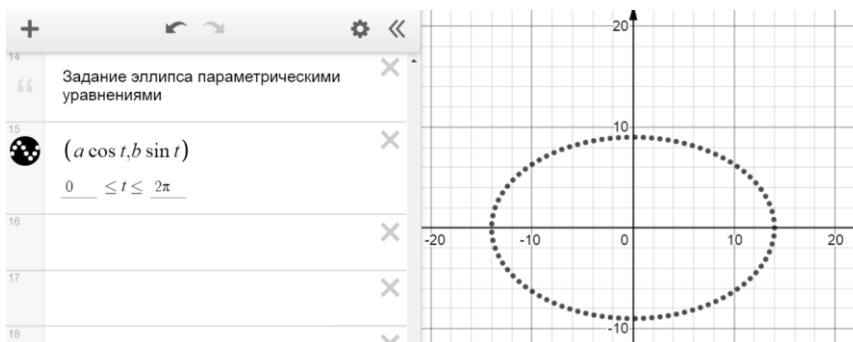 14
Задание эллипса параметрическими
уравнениями
15
(a cos t,b sin t)
0 ≤ t ≤ 2π
16
17
18
20
10
-20 -10 0 10 20
-10